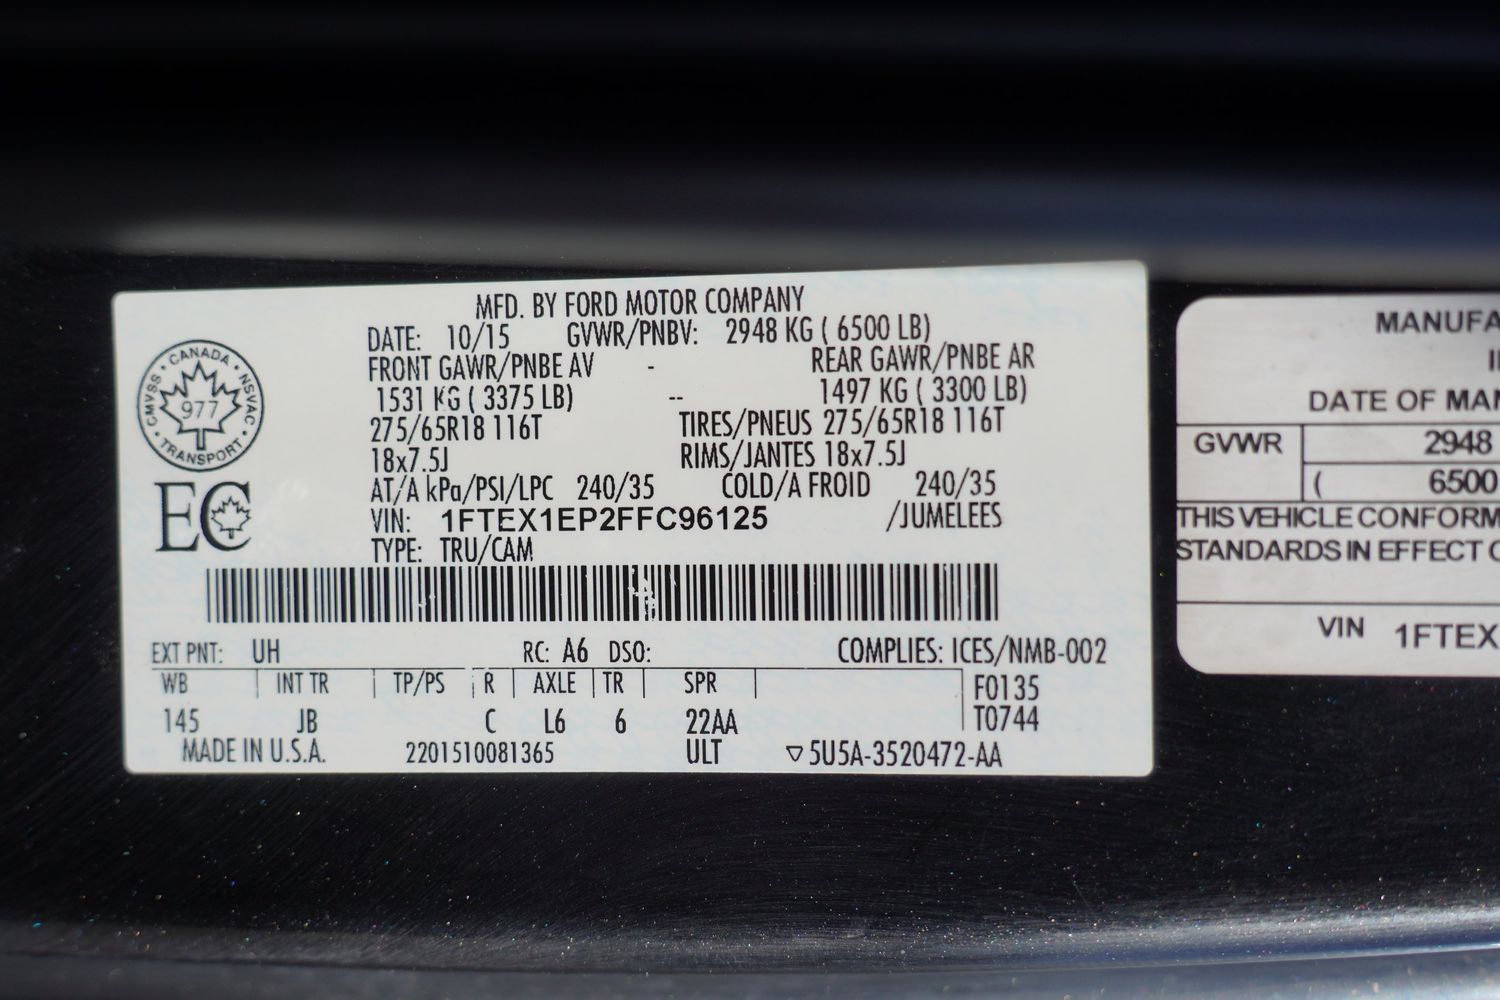 MFD. BY FORD MOTOR COMPANY
DATE: 10/15 GVWR/PNBV: 2948 KG ( 6500 LB)
FRONT GAWR/PNBE AV - REAR GAWR/PNBE AR
1531 KG ( 3375 LB) -- 1497 KG ( 3300 LB)
275/65R18 116T TIRES/PNEUS 275/65R18 116T
18x7.5J RIMS/JANTES 18x7.5J
AT/A kPa/PSI/LPC 240/35 COLD/A FROID 240/35
VIN: 1FTEX1EP2FFC96125 /JUMELEES
TYPE: TRU/CAM
CANADA
CMVSS NSVAC
977
TRANSPORT
EC
EXT PNT: UH RC: A6 DSO: COMPLIES: ICES/NMB-002
WB INT TR TP/PS R AXLE TR SPR F0135
145 JB C L6 6 22AA T0744
MADE IN U.S.A. 2201510081365 ULT ▽5U5A-3520472-AA
MANUFA
DATE OF MAN
GVWR 2948
( 6500
THIS VEHICLE CONFORM
STANDARDS IN EFFECT O
VIN 1FTEX